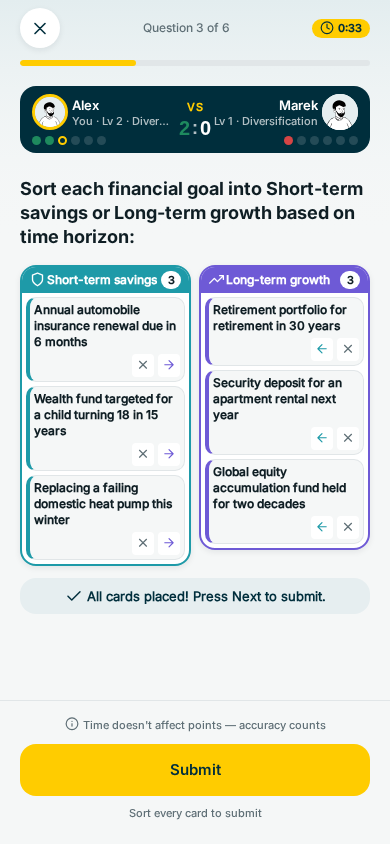 Question 3 of 6
0:33
Alex
You · Lv 2 · Diver...
VS
2:0
Marek
Lv 1 · Diversification
Sort each financial goal into Short-term
savings or Long-term growth based on
time horizon:
Short-term savings 3
Annual automobile
insurance renewal due in
6 months
Wealth fund targeted for
a child turning 18 in 15
years
Replacing a failing
domestic heat pump this
winter
Long-term growth 3
Retirement portfolio for
retirement in 30 years
Security deposit for an
apartment rental next
year
Global equity
accumulation fund held
for two decades
All cards placed! Press Next to submit.
Time doesn't affect points — accuracy counts
Submit
Sort every card to submit